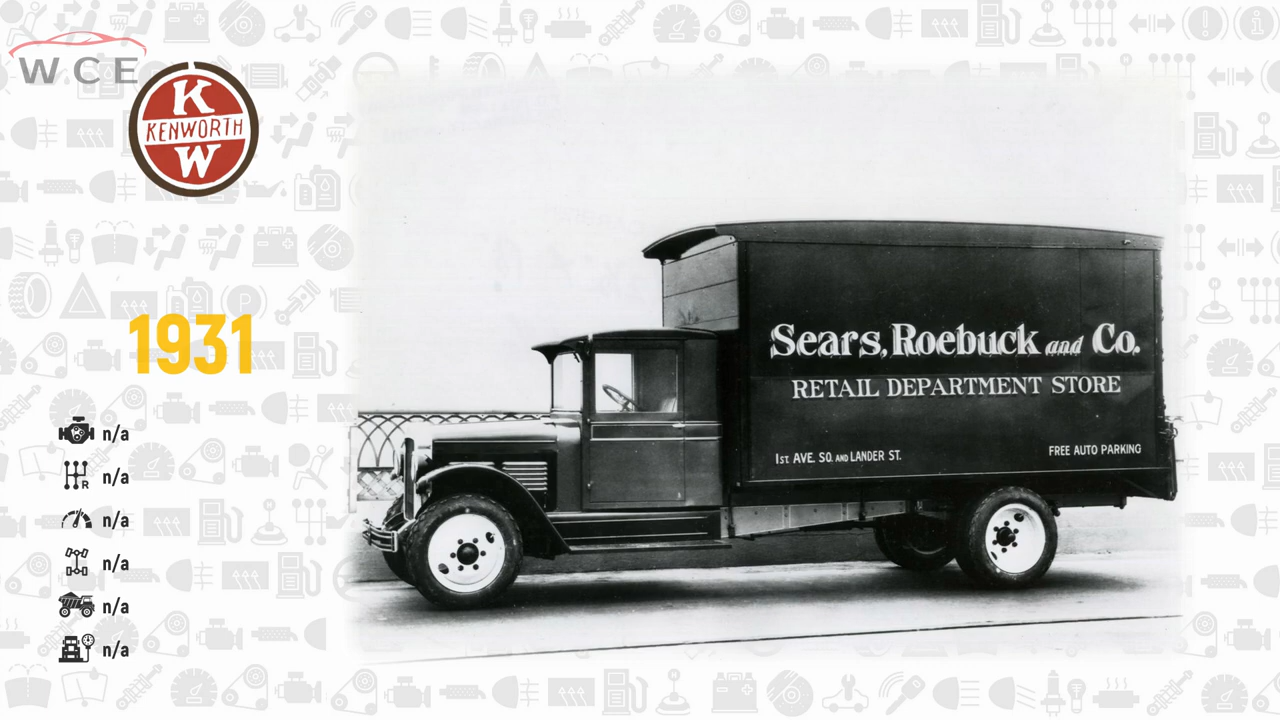 WCE
K
KENWORTH
W
1931
n/a
R
n/a
n/a
n/a
n/a
n/a
Sears, Roebuck and Co.
RETAIL DEPARTMENT STORE
1ST. AVE. SO. AND LANDER ST.
FREE AUTO PARKING